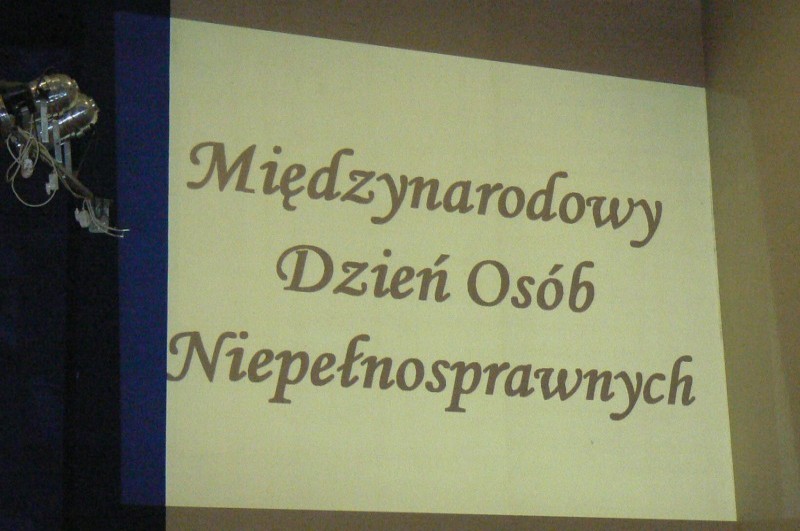 Międzynarodowy
Dzień Osób
Niepełnosprawnych